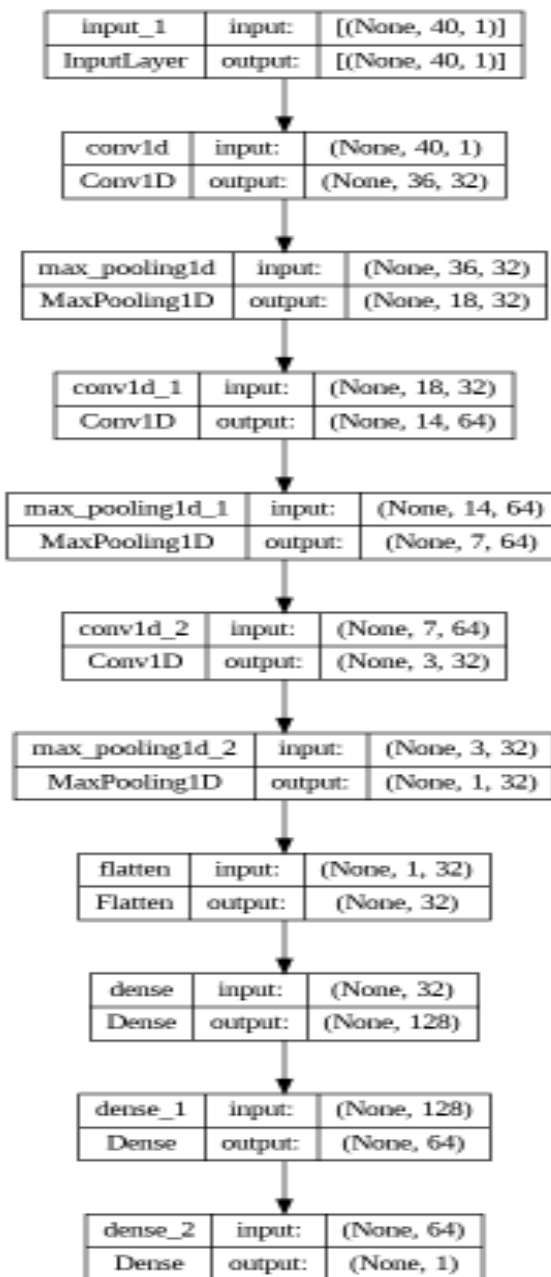 input_1 input: [(None, 40, 1)]
InputLayer output: [(None, 40, 1)]
conv1d input: (None, 40, 1)
Conv1D output: (None, 36, 32)
max_pooling1d input: (None, 36, 32)
MaxPooling1D output: (None, 18, 32)
conv1d_1 input: (None, 18, 32)
Conv1D output: (None, 14, 64)
max_pooling1d_1 input: (None, 14, 64)
MaxPooling1D output: (None, 7, 64)
conv1d_2 input: (None, 7, 64)
Conv1D output: (None, 3, 32)
max_pooling1d_2 input: (None, 3, 32)
MaxPooling1D output: (None, 1, 32)
flatten input: (None, 1, 32)
Flatten output: (None, 32)
dense input: (None, 32)
Dense output: (None, 128)
dense_1 input: (None, 128)
Dense output: (None, 64)
dense_2 input: (None, 64)
Dense output: (None, 1)